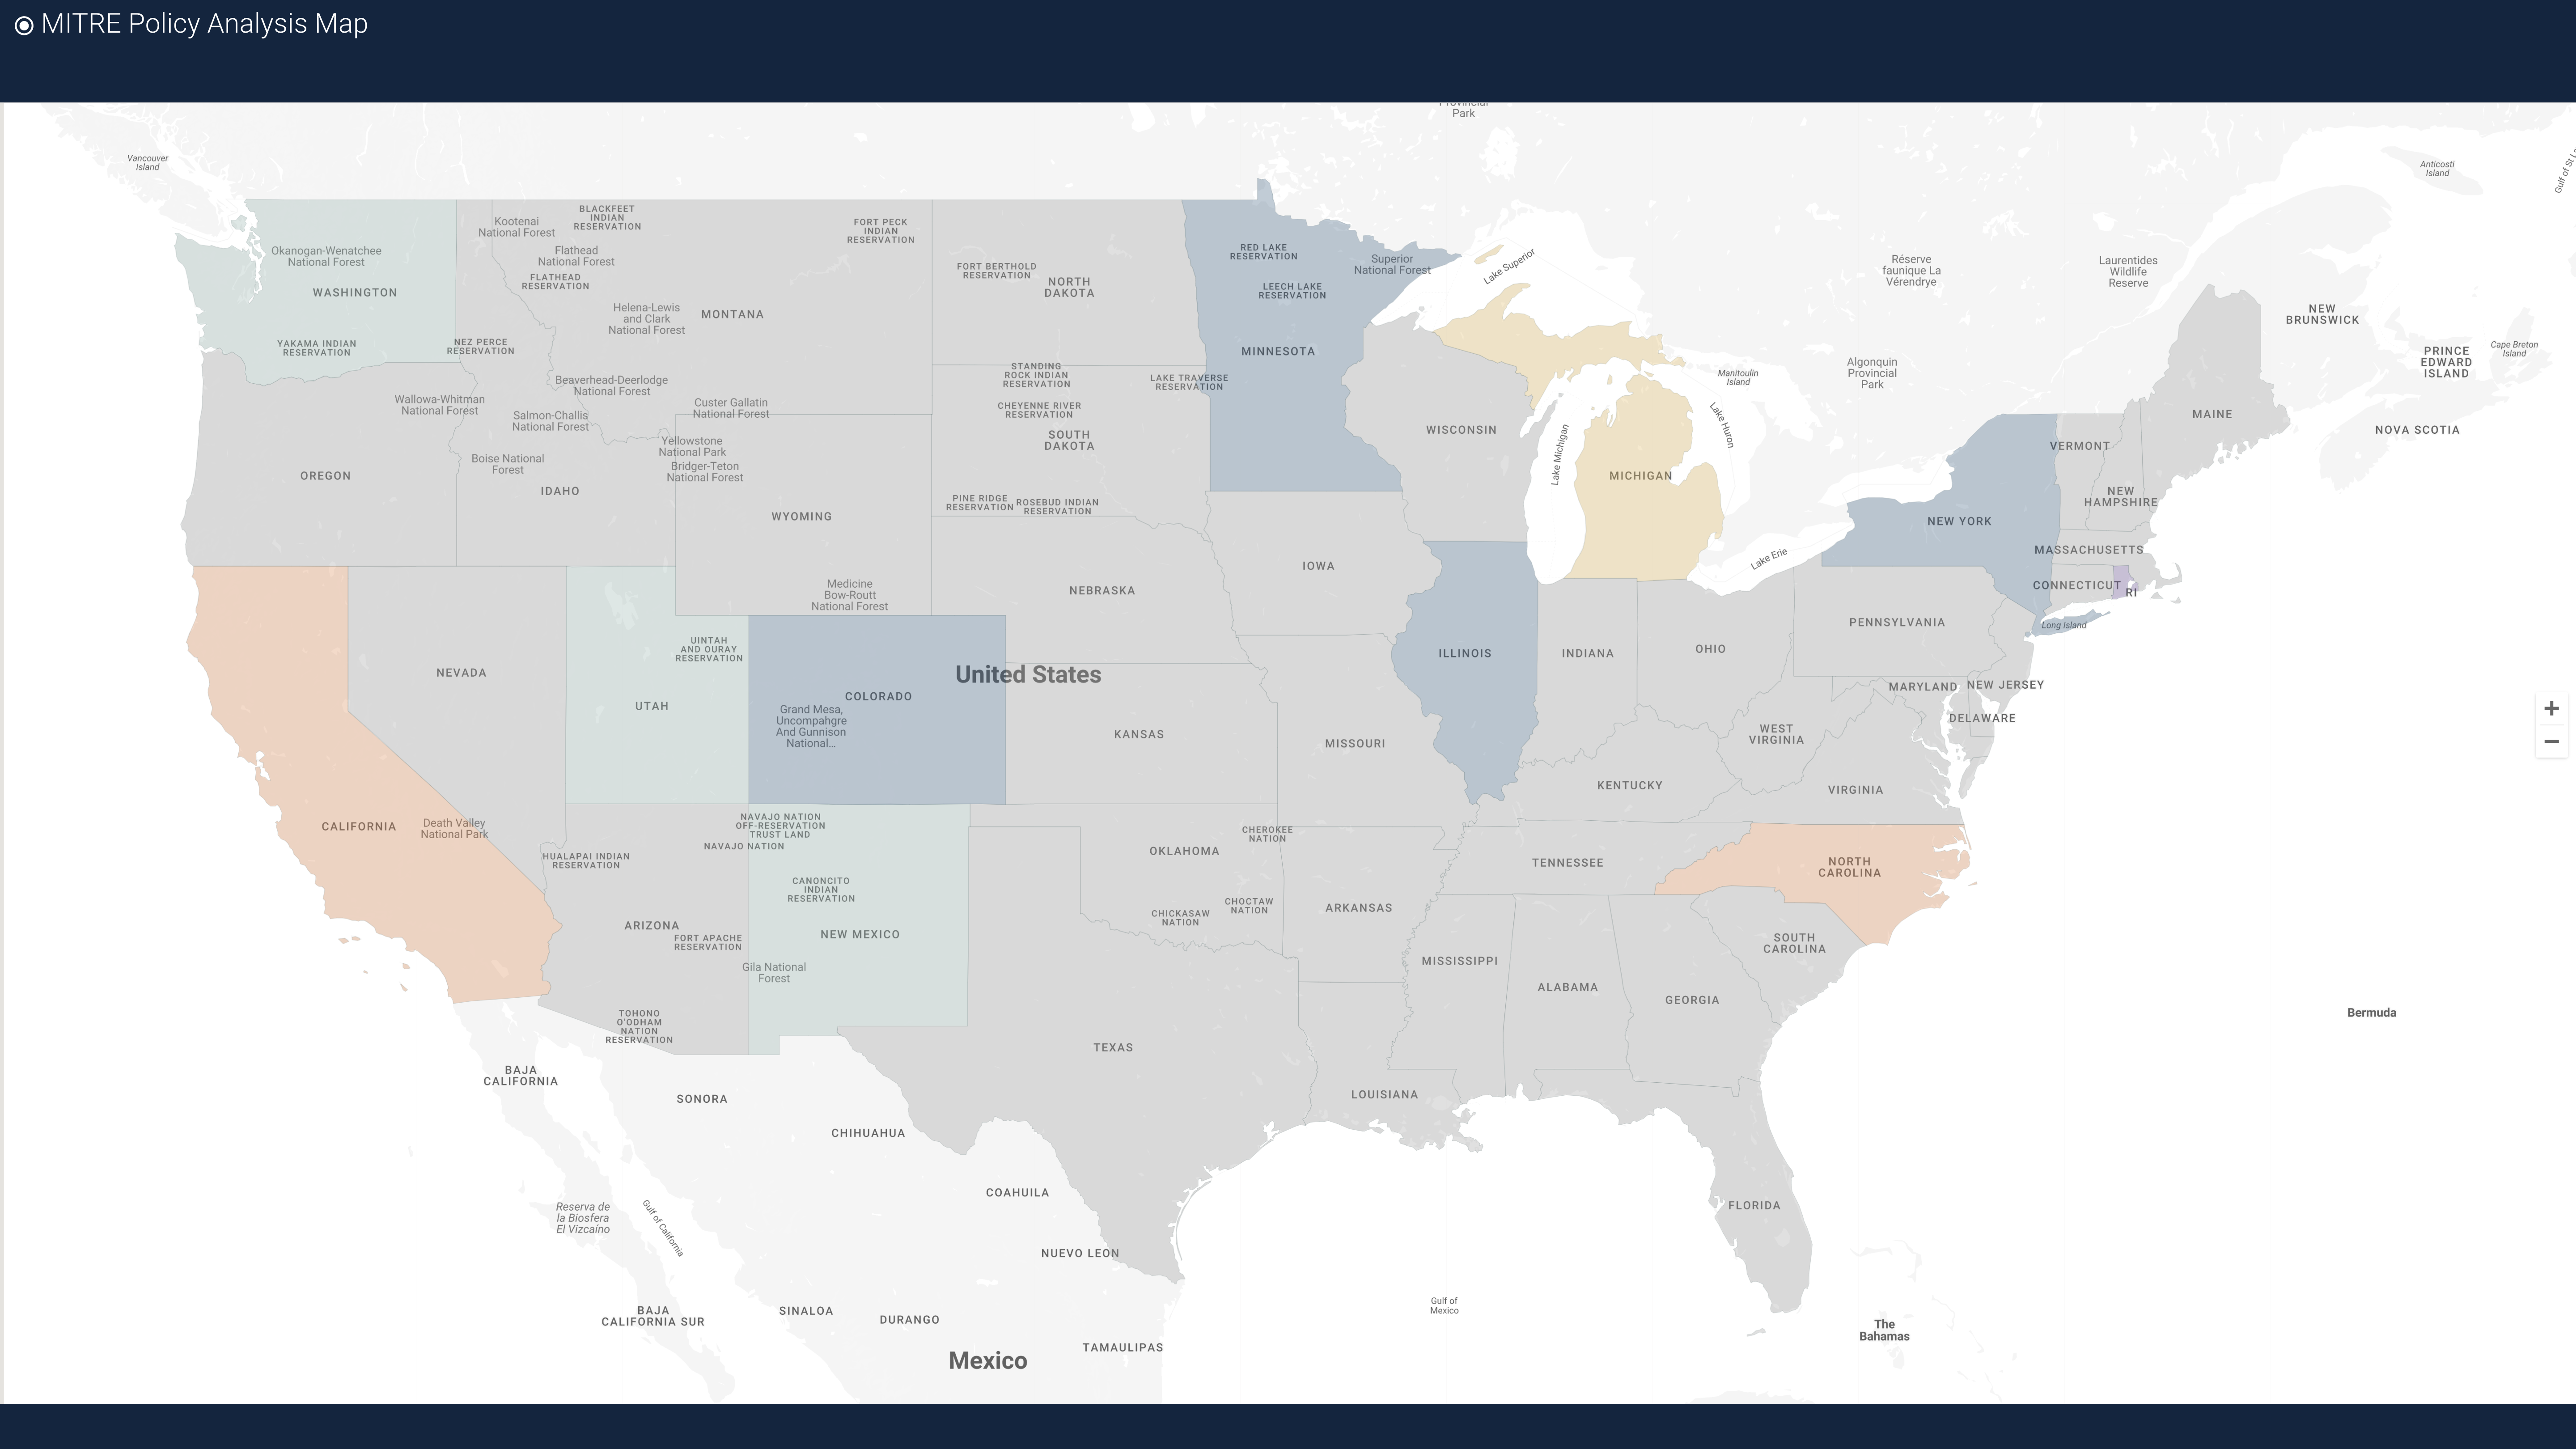 MITRE Policy Analysis Map
Provincial
Park
Vancouver
Island
Anticosti
Island
Gulf of St L
BLACKFEET
INDIAN
RESERVATION
Kootenai
National Forest
FORT PECK
INDIAN
RESERVATION
Okanogan-Wenatchee
National Forest
Flathead
National Forest
FLATHEAD
RESERVATION
WASHINGTON
FORT BERTHOLD
RESERVATION
NORTH
DAKOTA
RED LAKE
RESERVATION
LEECH LAKE
RESERVATION
Superior
National Forest
Lake Superior
Réserve
faunique La
Vérendrye
Laurentides
Wildlife
Reserve
NEW
BRUNSWICK
Helena-Lewis
and Clark
National Forest
MONTANA
YAKAMA INDIAN
RESERVATION
NEZ PERCE
RESERVATION
MINNESOTA
PRINCE
EDWARD
ISLAND
Cape Breton
Island
Beaverhead-Deerlodge
National Forest
STANDING
ROCK INDIAN
RESERVATION
LAKE TRAVERSE
RESERVATION
Manitoulin
Island
Algonquin
Provincial
Park
Wallowa-Whitman
National Forest
Salmon-Challis
National Forest
Custer Gallatin
National Forest
CHEYENNE RIVER
RESERVATION
MAINE
Yellowstone
National Park
SOUTH
DAKOTA
WISCONSIN
Lake Michigan
Lake Huron
VERMONT
NOVA SCOTIA
Boise National
Forest
Bridger-Teton
National Forest
OREGON
IDAHO
MICHIGAN
NEW
HAMPSHIRE
PINE RIDGE
RESERVATION
ROSEBUD INDIAN
RESERVATION
WYOMING
NEW YORK
MASSACHUSETTS
Lake Erie
IOWA
Medicine
Bow-Routt
National Forest
NEBRASKA
CONNECTICUT
RI
Long Island
PENNSYLVANIA
UINTAH
AND OURAY
RESERVATION
NEVADA
United States
ILLINOIS
INDIANA
OHIO
UTAH
COLORADO
MARYLAND
NEW JERSEY
Grand Mesa,
Uncompahgre
And Gunnison
National...
DELAWARE
KANSAS
MISSOURI
WEST
VIRGINIA
KENTUCKY
VIRGINIA
CALIFORNIA
Death Valley
National Park
NAVAJO NATION
OFF-RESERVATION
TRUST LAND
NAVAJO NATION
CHEROKEE
NATION
HUALAPAI INDIAN
RESERVATION
OKLAHOMA
TENNESSEE
NORTH
CAROLINA
CANONCITO
INDIAN
RESERVATION
CHICKASAW
NATION
CHOCTAW
NATION
ARKANSAS
ARIZONA
FORT APACHE
RESERVATION
NEW MEXICO
SOUTH
CAROLINA
Gila National
Forest
MISSISSIPPI
ALABAMA
GEORGIA
TOHONO
O'ODHAM
NATION
RESERVATION
Bermuda
TEXAS
BAJA
CALIFORNIA
SONORA
LOUISIANA
CHIHUAHUA
COAHUILA
Reserva de
la Biosfera
El Vizcaíno
Gulf of California
FLORIDA
NUEVO LEON
BAJA
CALIFORNIA SUR
SINALOA
DURANGO
Gulf of
Mexico
The
Bahamas
TAMAULIPAS
Mexico